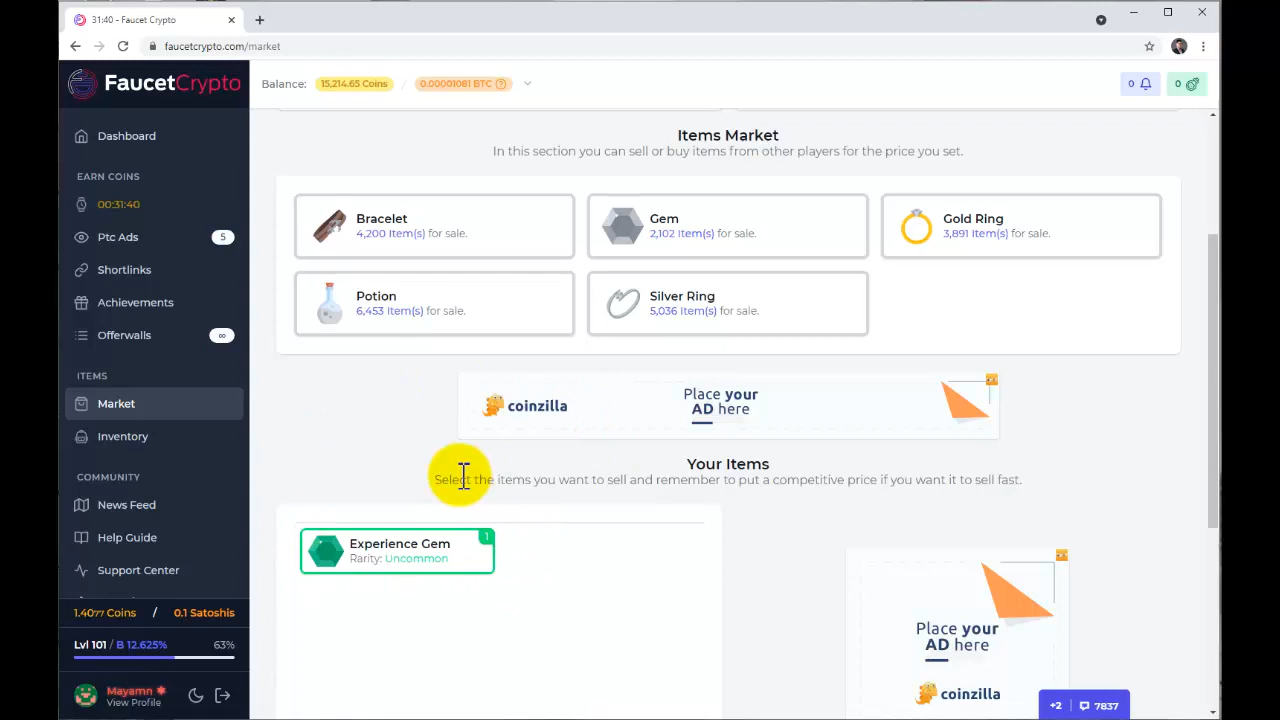 31:40 - Faucet Crypto
faucetcrypto.com/market
FaucetCrypto
Balance: 15,214.65 Coins / 0.00001081 BTC
0
0
Dashboard
EARN COINS
00:31:40
Ptc Ads 5
Shortlinks
Achievements
Offerwalls ∞
ITEMS
Market
Inventory
COMMUNITY
News Feed
Help Guide
Support Center
1.4077 Coins / 0.1 Satoshis
Lvl 101 / B 12.625% 63%
Mayamn
View Profile
Items Market
In this section you can sell or buy items from other players for the price you set.
Bracelet
4,200 Item(s) for sale.
Gem
2,102 Item(s) for sale.
Gold Ring
3,891 Item(s) for sale.
Potion
6,453 Item(s) for sale.
Silver Ring
5,036 Item(s) for sale.
coinzilla
Place your
AD here
Your Items
Select the items you want to sell and remember to put a competitive price if you want it to sell fast.
Experience Gem 1
Rarity: Uncommon
Place your
AD here
coinzilla
+2 7837